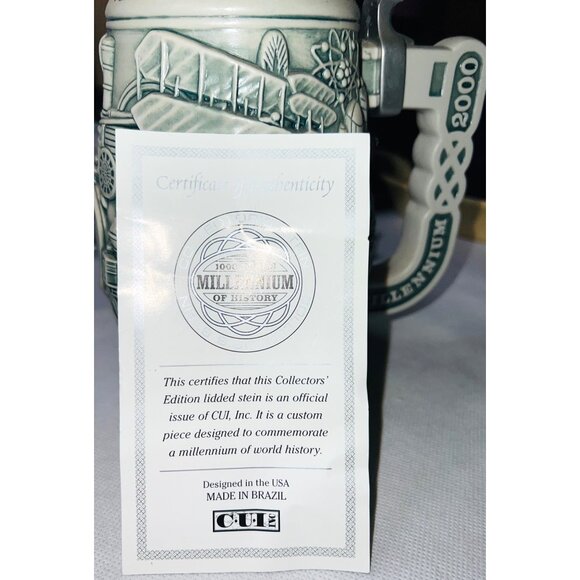 2000
MILLENNIUM
Certificate of Authenticity
1000
MILLENNIUM
OF HISTORY
This certifies that this Collectors'
Edition lidded stein is an official
issue of CUI, Inc. It is a custom
piece designed to commemorate
a millennium of world history.
Designed in the USA
MADE IN BRAZIL
C·U·I INC